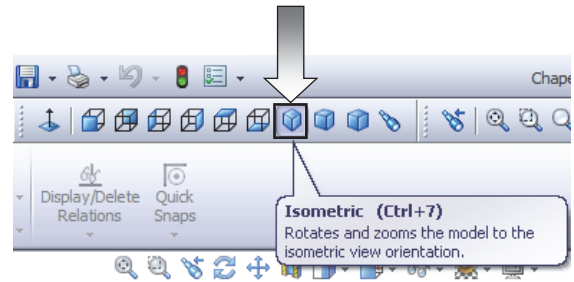 Chape
Display/Delete
Relations
Quick
Snaps
Isometric (Ctrl+7)
Rotates and zooms the model to the
isometric view orientation.